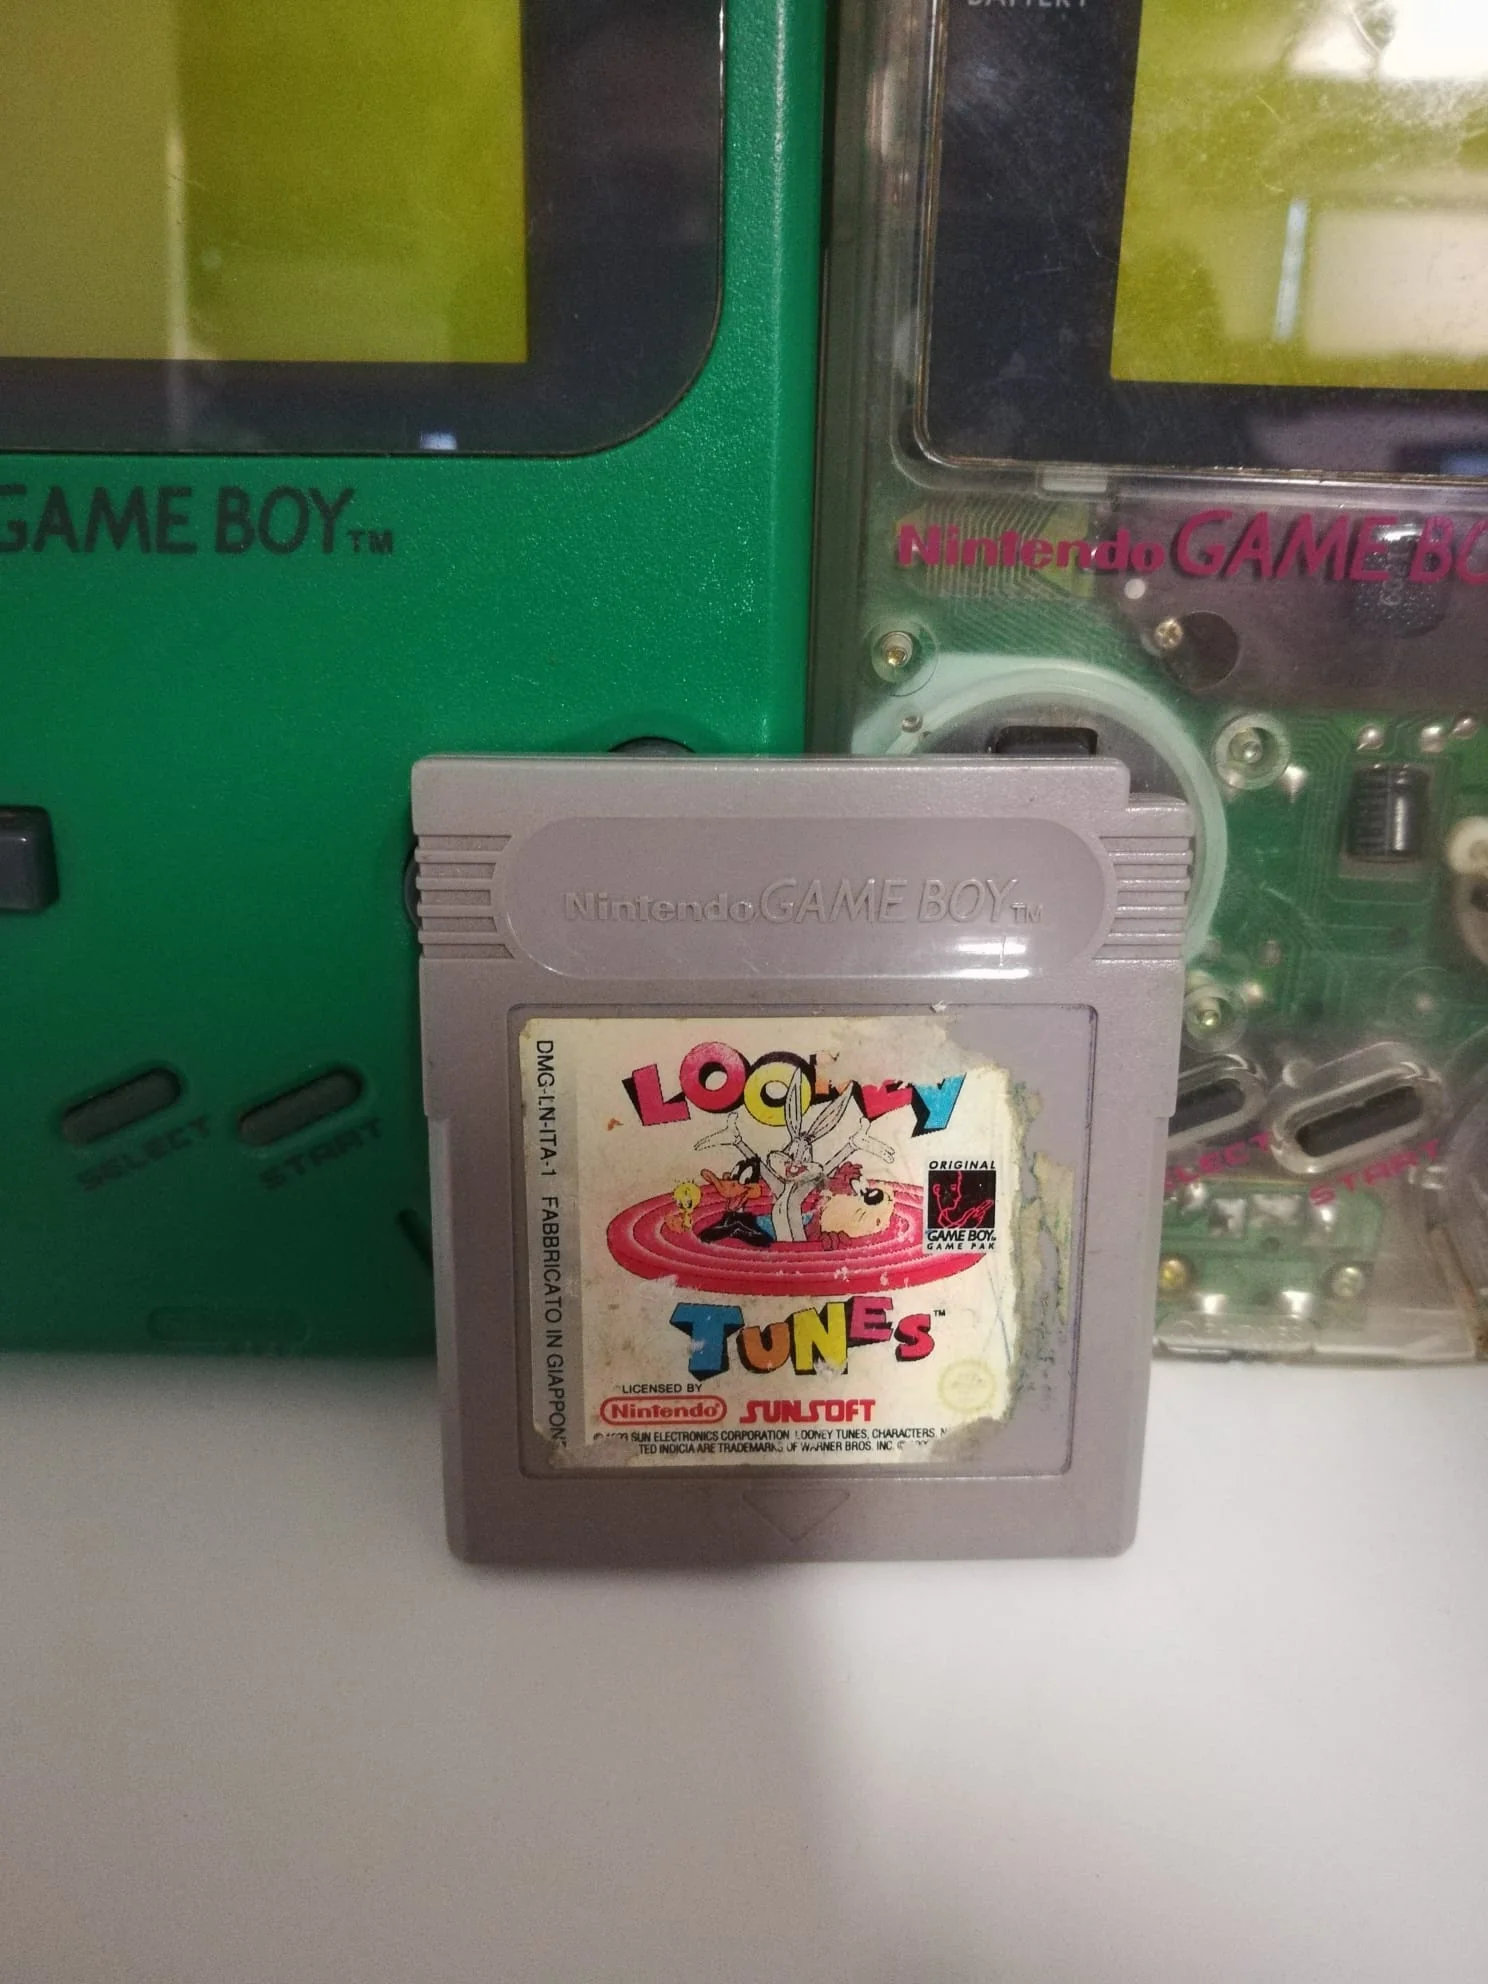 BATTERY
GAME BOY™
Nintendo GAME BO
SELECT
START
Nintendo GAME BOY™
DMG-LN-ITA-1 FABBRICATO IN GIAPPONE
LOONEY
ORIGINAL
GAME BOY
GAME PAK
TUNES™
LICENSED BY
Nintendo SUNSOFT
SUN ELECTRONICS CORPORATION LOONEY TUNES, CHARACTERS, N
TED INDICIA ARE TRADEMARKS OF WARNER BROS. INC. ©
ELECT
START